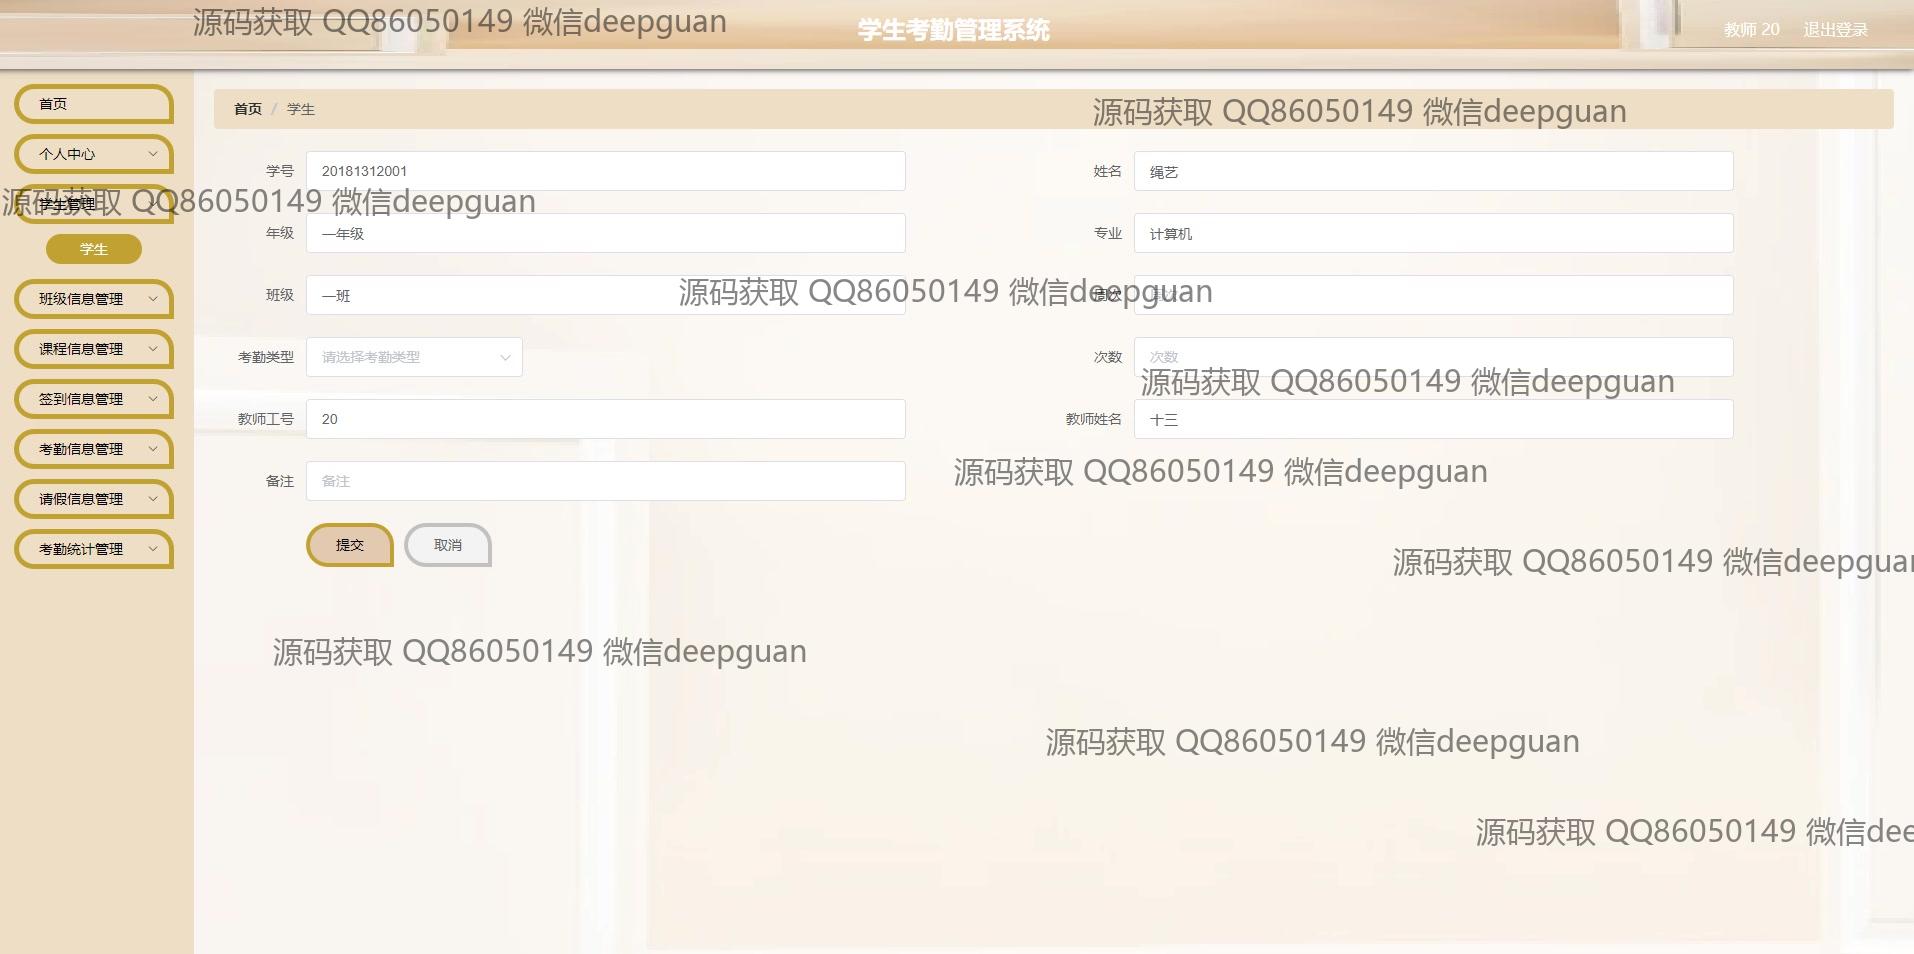 源码获取 QQ86050149 微信deepguan
学生考勤管理系统
教师 20 退出登录
首页
个人中心
学生管理
学生
班级信息管理
课程信息管理
签到信息管理
考勤信息管理
请假信息管理
考勤统计管理
首页 / 学生
源码获取 QQ86050149 微信deepguan
学号 20181312001 姓名 绳艺
源码获取 QQ86050149 微信deepguan
年级 一年级 专业 计算机
班级 一班 周次
源码获取 QQ86050149 微信deepguan
考勤类型 请选择考勤类型 次数 次数
源码获取 QQ86050149 微信deepguan
教师工号 20 教师姓名 十三
源码获取 QQ86050149 微信deepguan
备注 备注
提交 取消
源码获取 QQ86050149 微信deepguan
源码获取 QQ86050149 微信deepguan
源码获取 QQ86050149 微信deepguan
源码获取 QQ86050149 微信dee